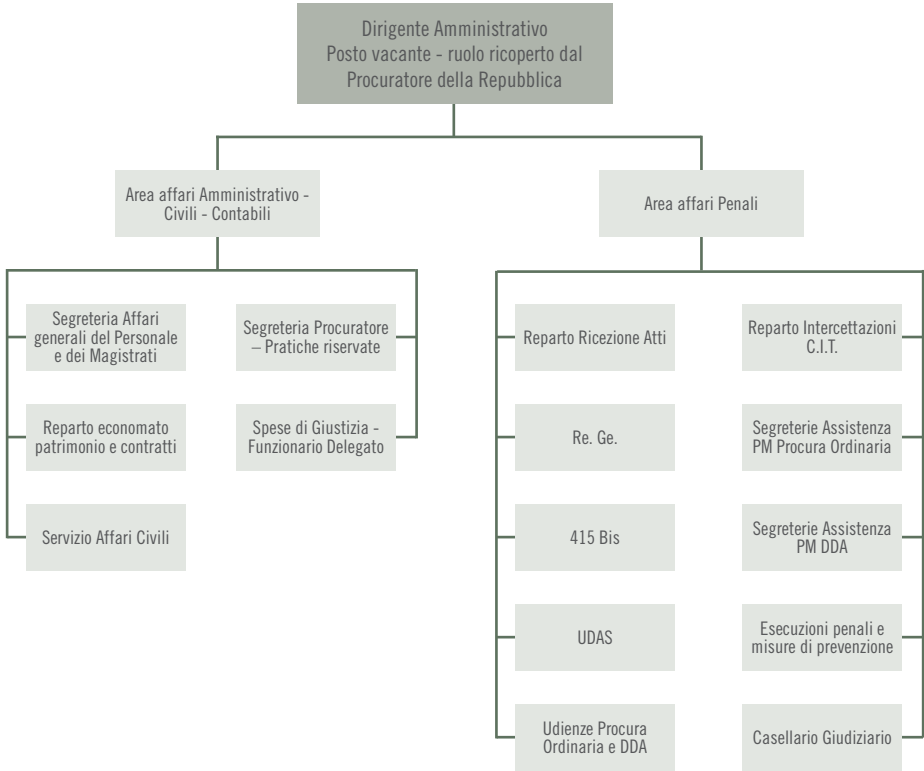 Dirigente Amministrativo
Posto vacante - ruolo ricoperto dal
Procuratore della Repubblica
Area affari Amministrativo -
Civili - Contabili
Area affari Penali
Segreteria Affari
generali del Personale
e dei Magistrati
Segreteria Procuratore
– Pratiche riservate
Reparto economato
patrimonio e contratti
Spese di Giustizia -
Funzionario Delegato
Servizio Affari Civili
Reparto Ricezione Atti
Reparto Intercettazioni
C.I.T.
Re. Ge.
Segreterie Assistenza
PM Procura Ordinaria
415 Bis
Segreterie Assistenza
PM DDA
UDAS
Esecuzioni penali e
misure di prevenzione
Udienze Procura
Ordinaria e DDA
Casellario Giudiziario